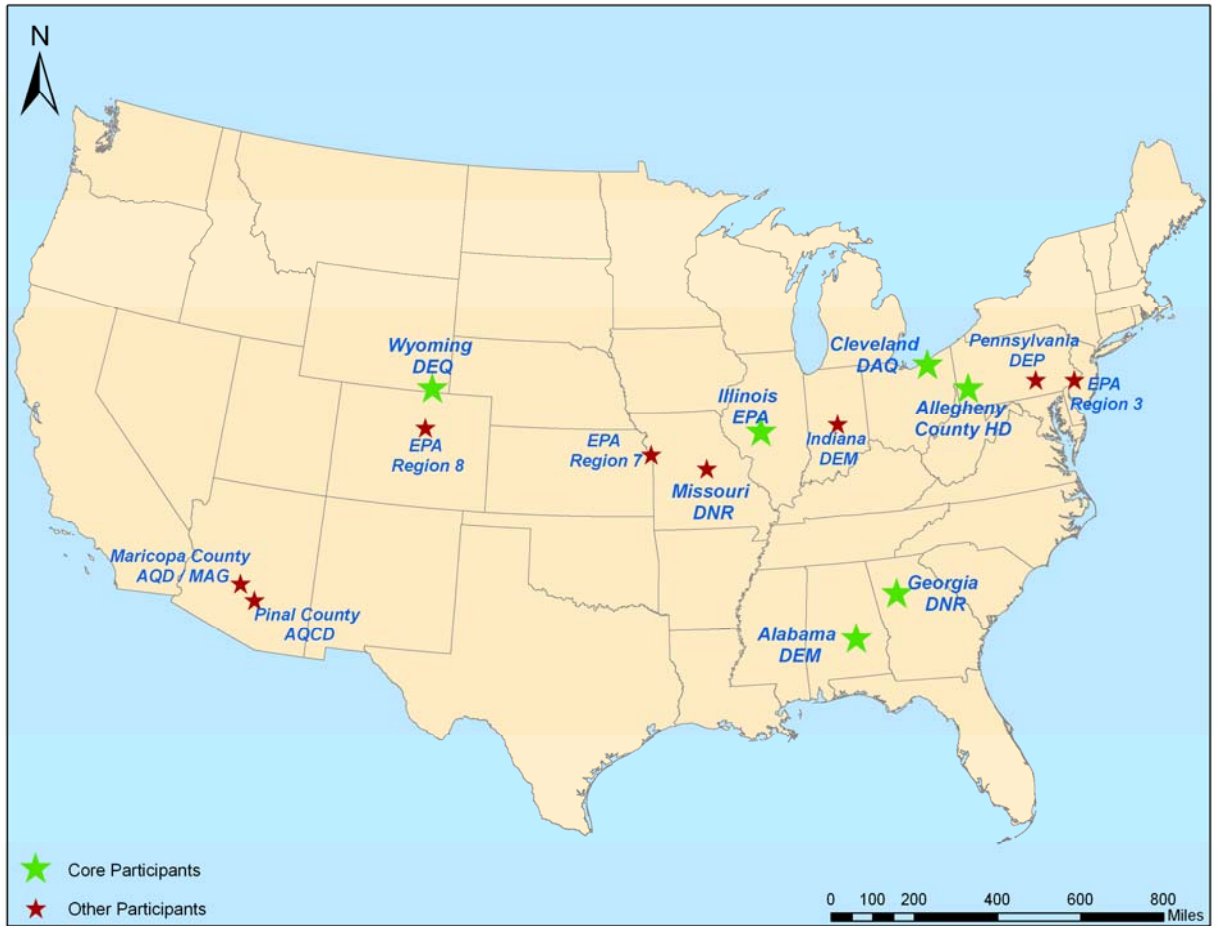 N
Wyoming
DEQ
EPA
Region 8
Illinois
EPA
EPA
Region 7
Missouri
DNR
Indiana
DEM
Cleveland
DAQ
Pennsylvania
DEP
EPA
Region 3
Allegheny
County HD
Maricopa County
AQD / MAG
Pinal County
AQCD
Georgia
DNR
Alabama
DEM
Core Participants
Other Participants
0 100 200 400 600 800
Miles